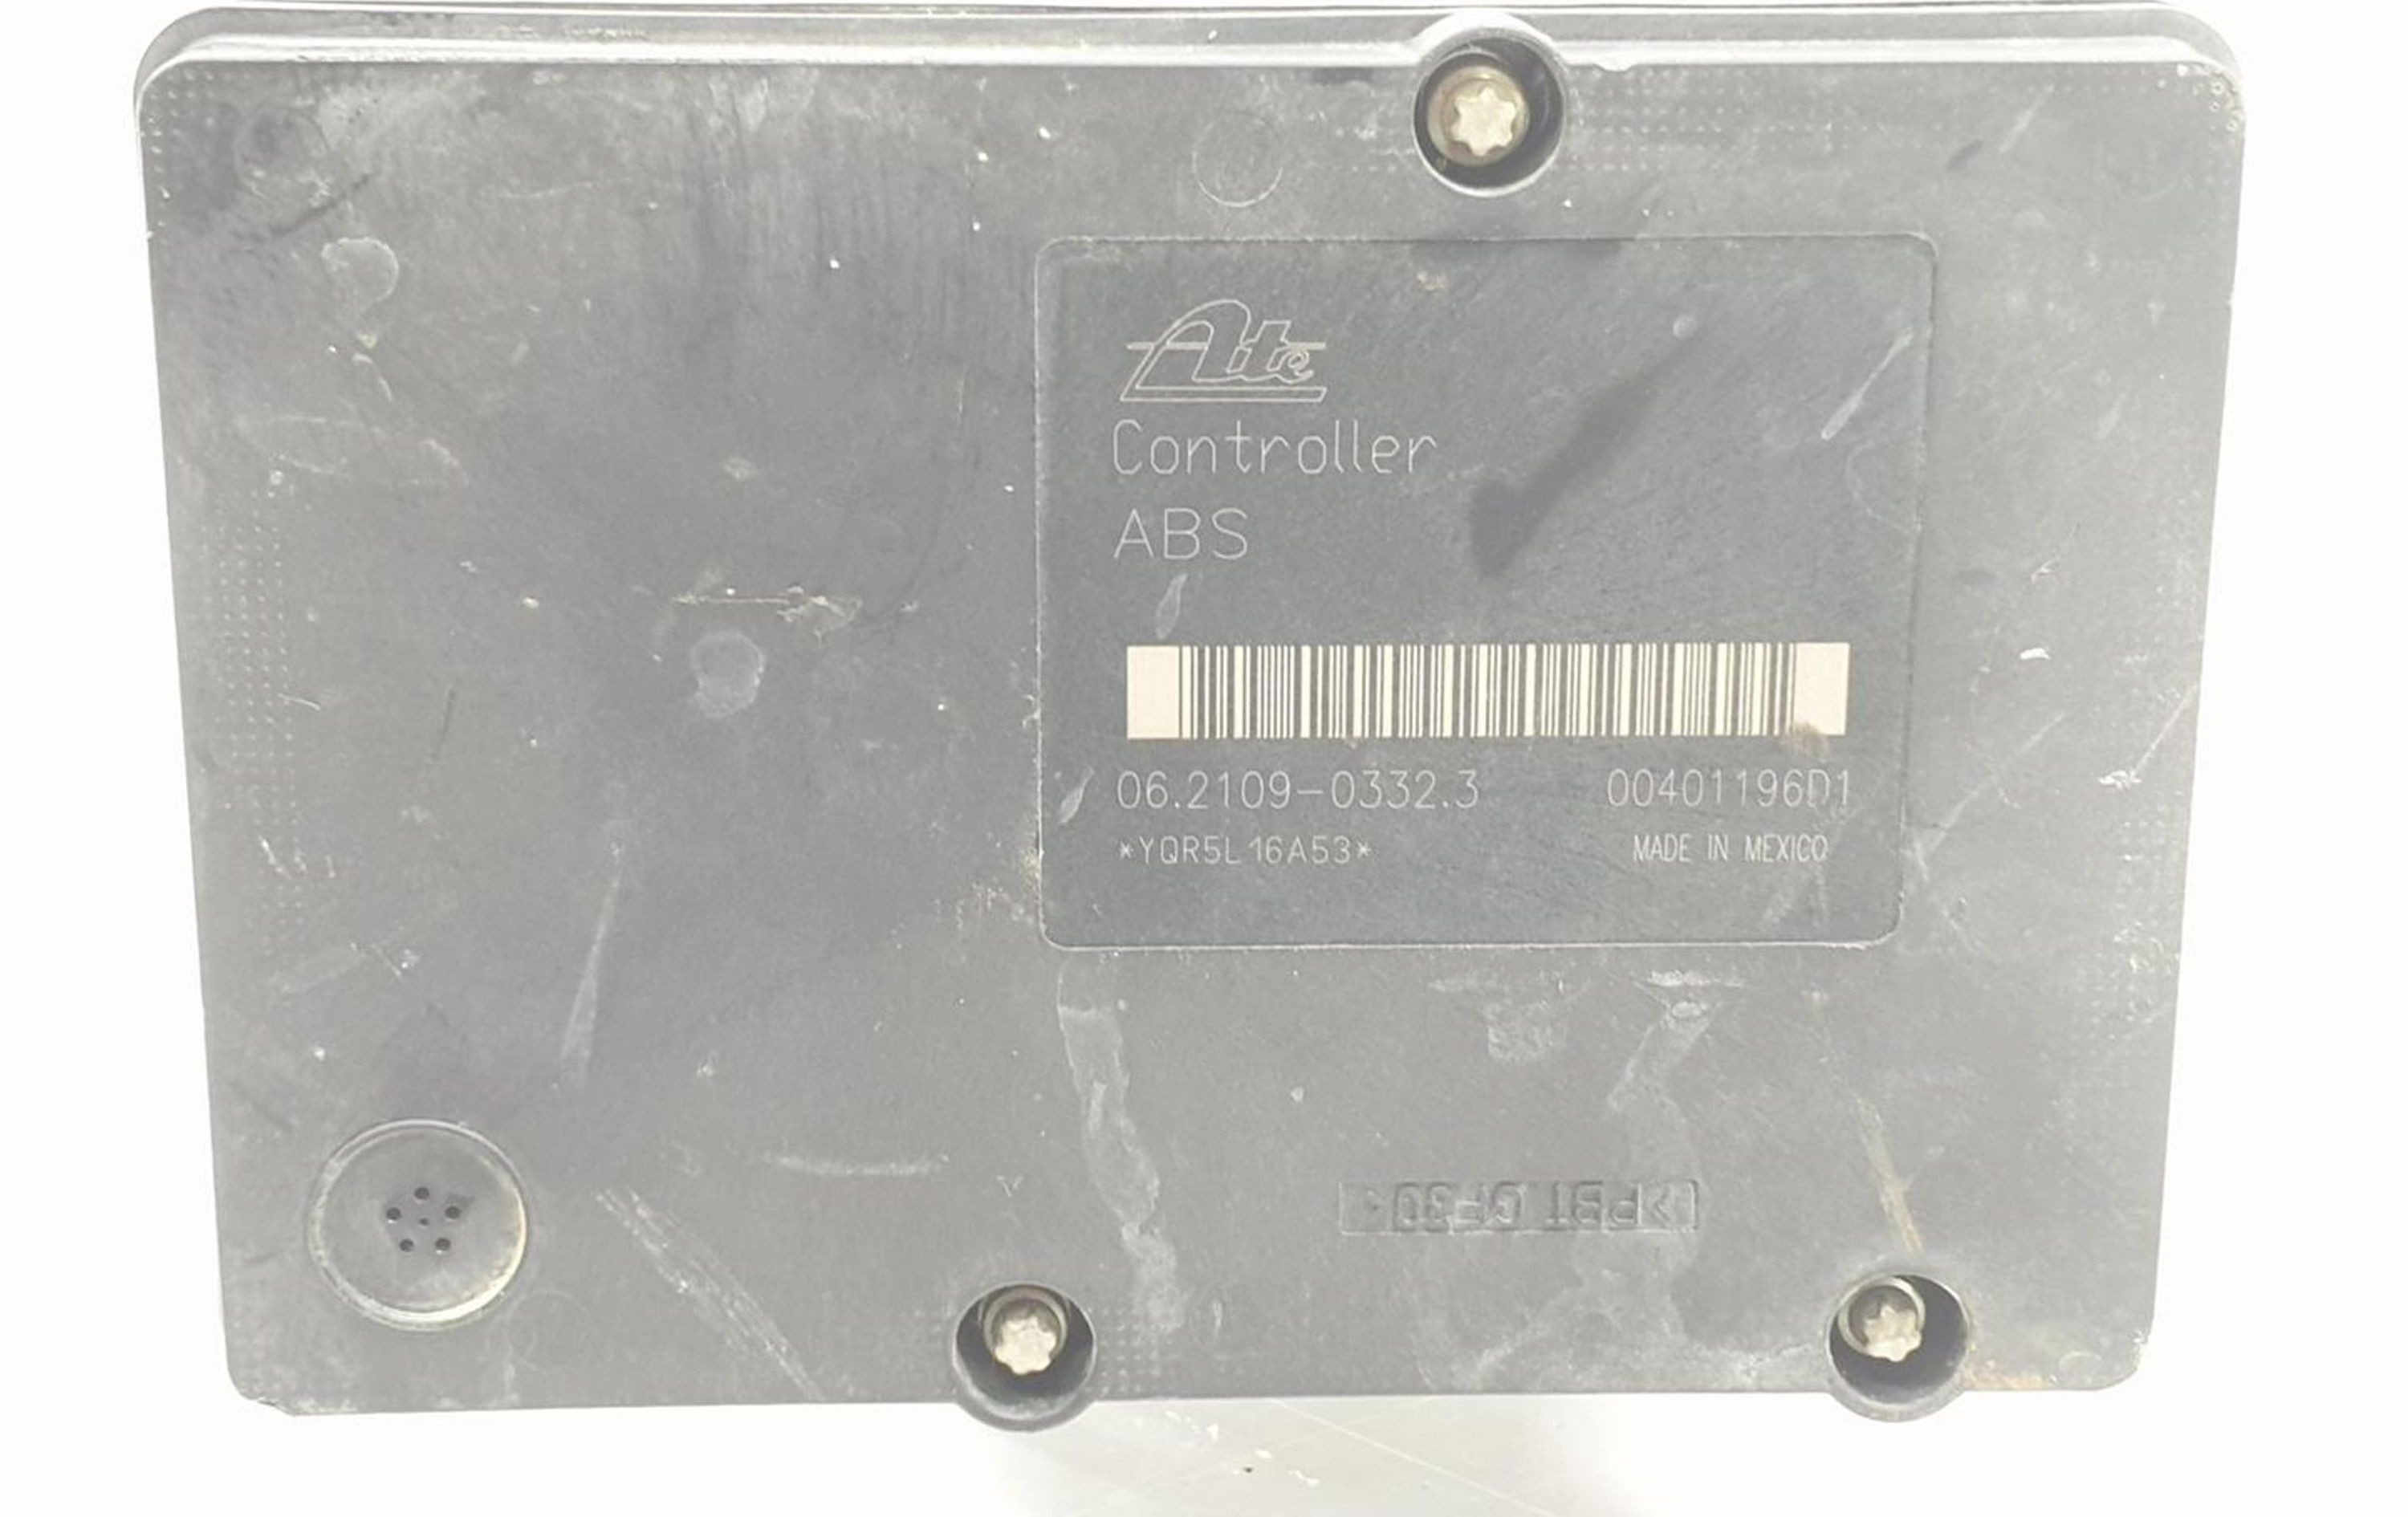 Ate
Controller
ABS
06.2109-0332.3 00401196D1
*YQR5L16A53* MADE IN MEXICO
>PBT GF30<